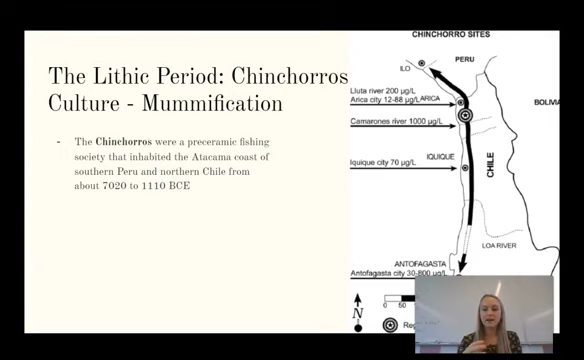 The Lithic Period: Chinchorros
Culture - Mummification
- The Chinchorros were a preceramic fishing
society that inhabited the Atacama coast of
southern Peru and northern Chile from
about 7020 to 1110 BCE
CHINCHORRO SITES
PERU
ILO
BOLIVI
Lluta river 200 µg/L
Arica city 12-88 µg/L ARICA
Camarones river 1000 µg/L
IQUIQUE
Iquique city 70 µg/L
CHILE
LOA RIVER
ANTOFAGASTA
Antofagasta city 30-800 µg/L
0 50
N
Reg